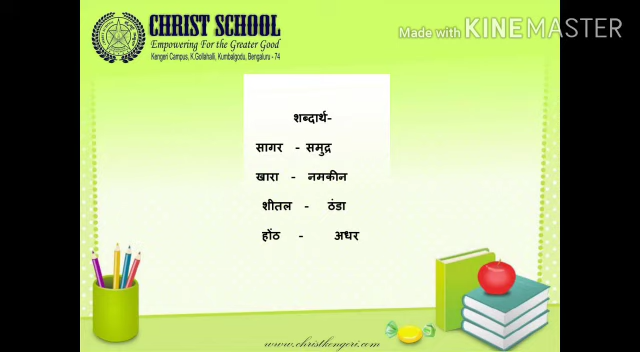 CHRIST SCHOOL
Empowering For the Greater Good
Kengeri Campus, K.Gollahalli, Kumbalgodu, Bengaluru - 74
Made with KINEMASTER
शब्दार्थ-
सागर - समुद्र
खारा - नमकीन
शीतल - ठंडा
होंठ - अधर
www.christkengeri.com